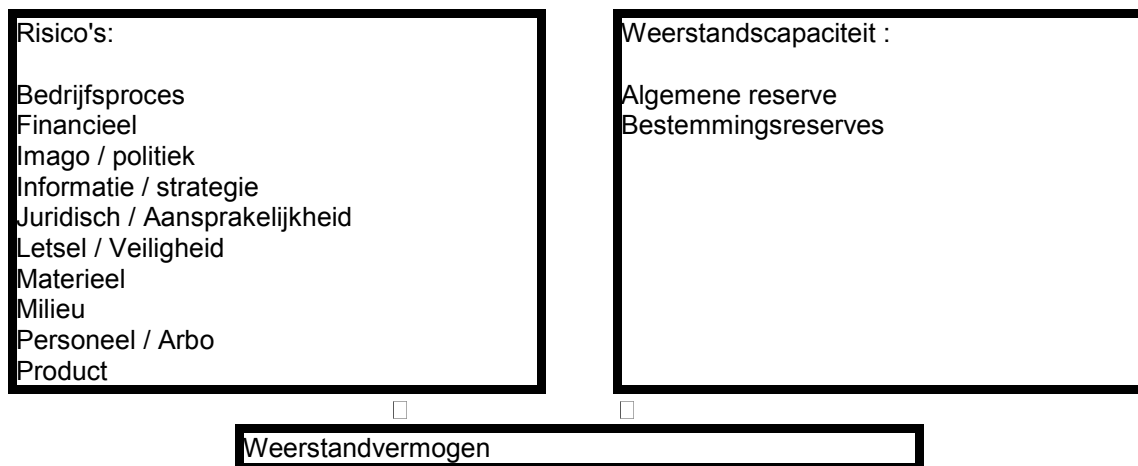 Risico's:
Bedrijfsproces
Financieel
Imago / politiek
Informatie / strategie
Juridisch / Aansprakelijkheid
Letsel / Veiligheid
Materieel
Milieu
Personeel / Arbo
Product
Weerstandscapaciteit :
Algemene reserve
Bestemmingsreserves
Weerstandvermogen